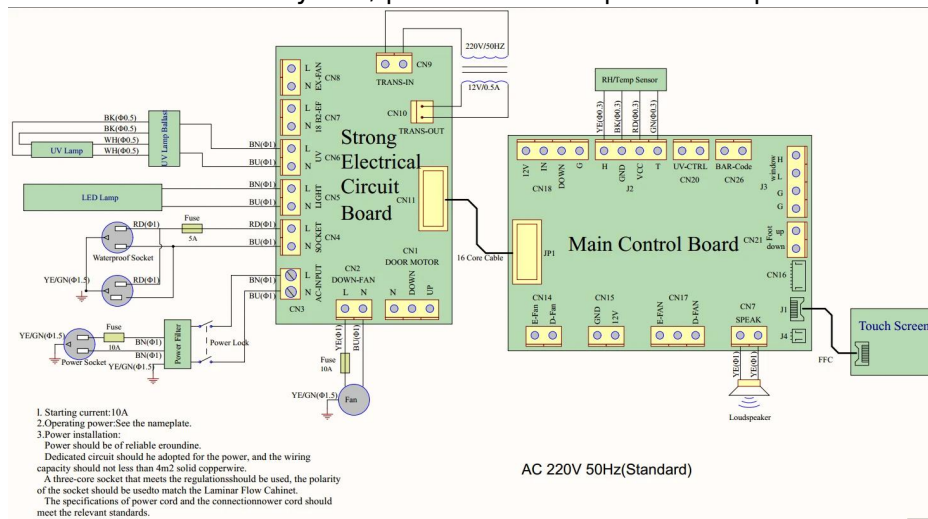 220V/50HZ
12V/0.5A
CN9
TRANS-IN
CN10
TRANS-OUT
L
N
EX-FAN
CN8
L
N
18 B2-EF
CN7
L
N
UV
CN6
L
N
LIGHT
CN5
L
N
SOCKET
CN4
L
N
AC-INPUT
CN3
Strong
Electrical
Circuit
Board
CN11
CN2
DOWN-FAN
L N
CN1
DOOR MOTOR
N
DOWN
UP
BK(Φ0.5)
BK(Φ0.5)
WH(Φ0.5)
WH(Φ0.5)
UV Lamp
UV Lamp Ballast
BN(Φ1)
BU(Φ1)
LED Lamp
BN(Φ1)
BU(Φ1)
RD(Φ1)
Fuse
5A
BU(Φ1)
Waterproof Socket
YE/GN(Φ1.5)
RD(Φ1)
BN(Φ1)
BU(Φ1)
YE/GN(Φ1.5)
Fuse
10A
BN(Φ1)
BN(Φ1)
YE/GN(Φ1.5)
Power Socket
Power Filter
Power Lock
YE(Φ1)
BU(Φ1)
Fuse
10A
YE/GN(Φ1.5)
Fan
16 Core Cable
RH/Temp Sensor
YE(Φ0.3)
BK(Φ0.3)
RD(Φ0.3)
GN(Φ0.3)
12V
IN
DOWN
G
CN18
H
GND
VCC
T
J2
UV-CTRL
CN20
BAR-Code
CN26
J3
window
H
L
G
G
CN21
Foot
up
down
CN16
J1
J4
JP1
Main Control Board
CN14
E-Fan
D-Fan
CN15
GND
12V
CN17
E-FAN
D-FAN
CN7
SPEAK
YE(Φ1)
YE(Φ1)
Loudspeaker
FFC
Touch Screen
1. Starting current:10A
2.Operating power:See the nameplate.
3.Power installation:
Power should be of reliable eroundine.
Dedicated circuit should he adopted for the power, and the wiring
capacity should not less than 4m2 solid copperwire.
A three-core socket that meets the regulationsshould be used, the polarity
of the socket should be usedto match the Laminar Flow Cahinet.
The specifications of power cord and the connectionnower cord should
meet the relevant standards.
AC 220V 50Hz(Standard)